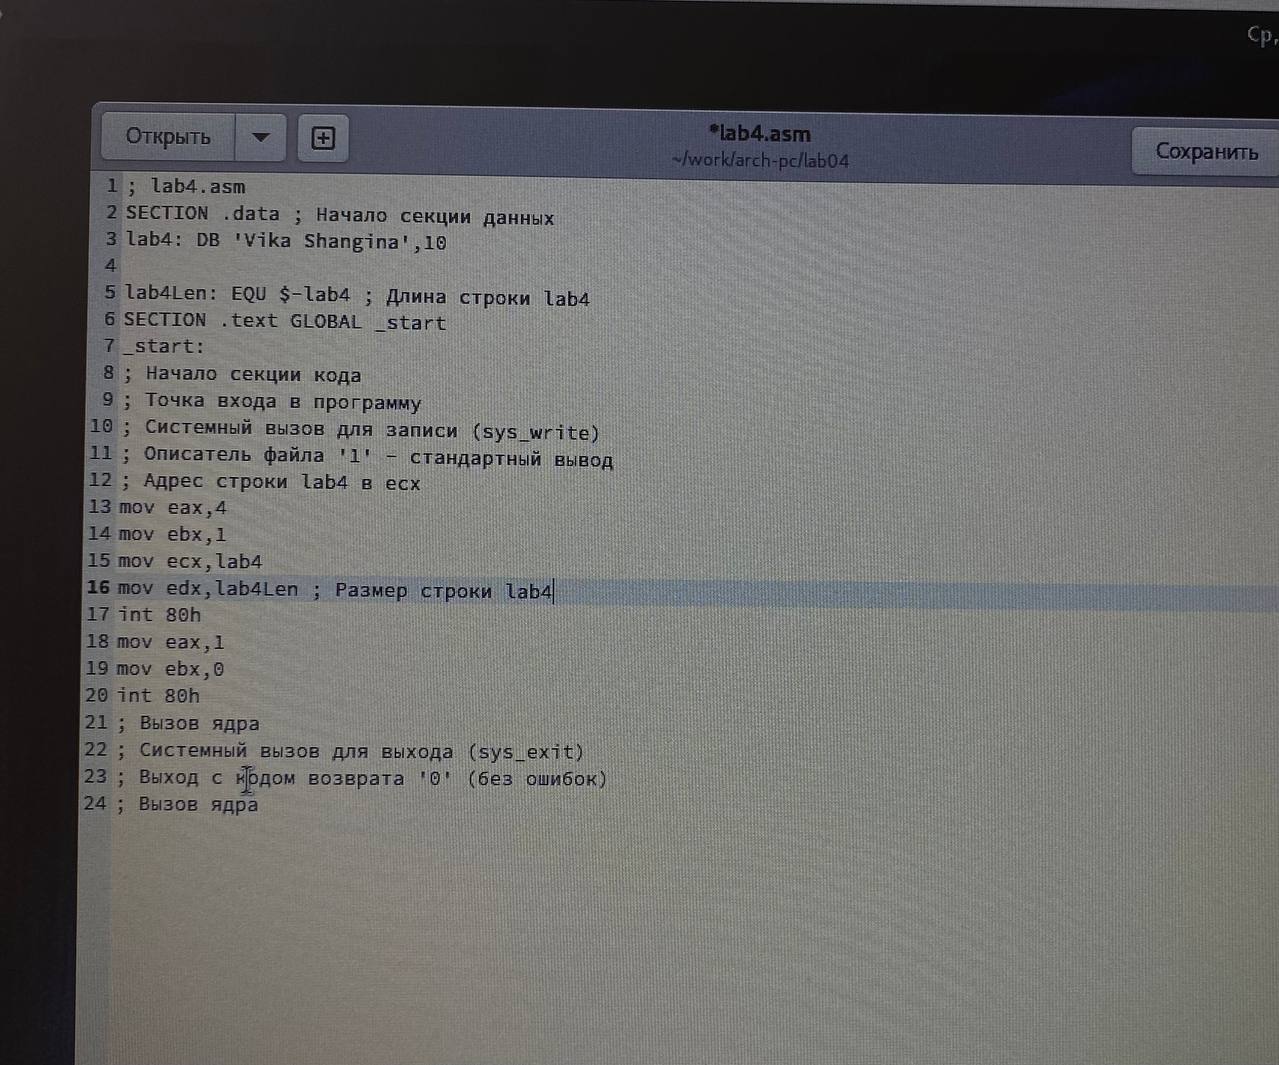 Ср,
Открыть
*lab4.asm
~/work/arch-pc/lab04
Сохранить
1 ; lab4.asm
2 SECTION .data ; Начало секции данных
3 lab4: DB 'Vika Shangina',10
4
5 lab4Len: EQU $-lab4 ; Длина строки lab4
6 SECTION .text GLOBAL _start
7 _start:
8 ; Начало секции кода
9 ; Точка входа в программу
10 ; Системный вызов для записи (sys_write)
11 ; Описатель файла '1' - стандартный вывод
12 ; Адрес строки lab4 в ecx
13 mov eax,4
14 mov ebx,1
15 mov ecx,lab4
16 mov edx,lab4Len ; Размер строки lab4
17 int 80h
18 mov eax,1
19 mov ebx,0
20 int 80h
21 ; Вызов ядра
22 ; Системный вызов для выхода (sys_exit)
23 ; Выход с кодом возврата '0' (без ошибок)
24 ; Вызов ядра